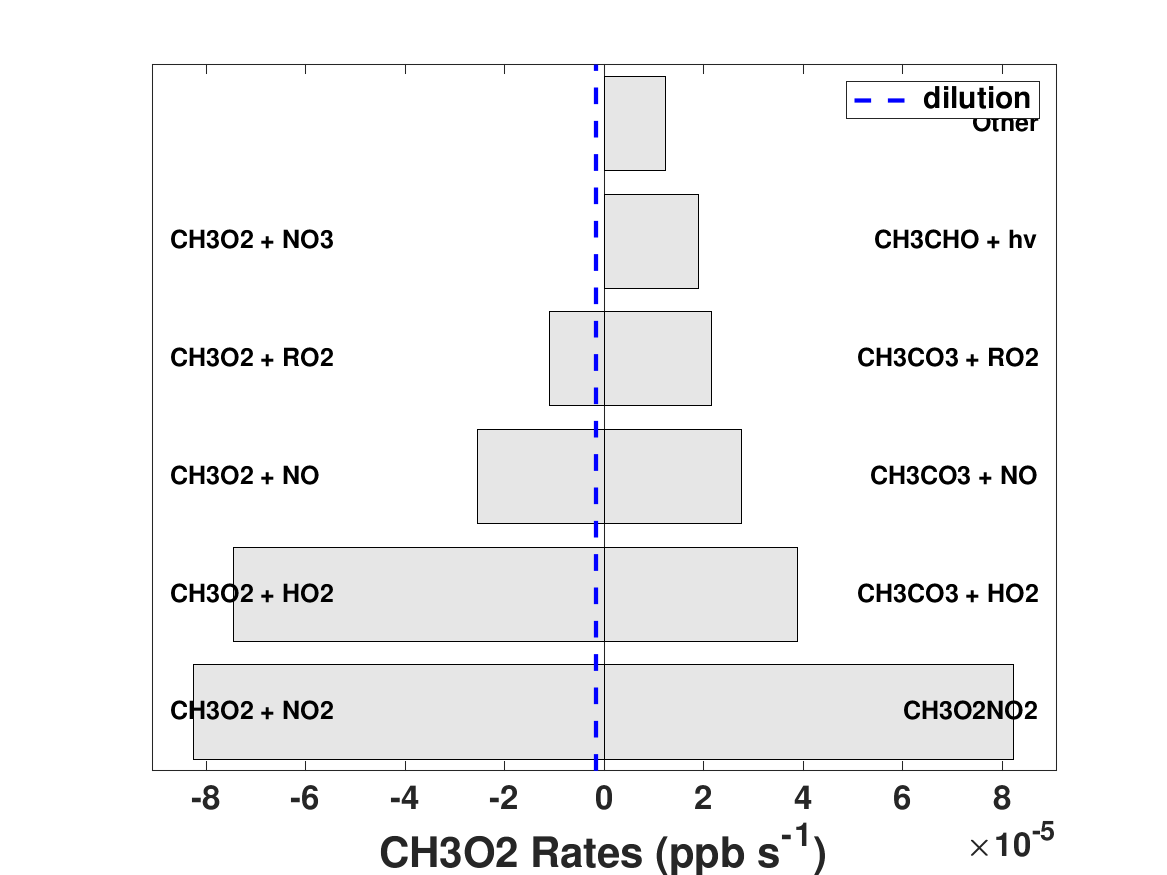 dilution
Other
CH3O2 + NO3
CH3CHO + hv
CH3O2 + RO2
CH3CO3 + RO2
CH3O2 + NO
CH3CO3 + NO
CH3O2 + HO2
CH3CO3 + HO2
CH3O2 + NO2
CH3O2NO2
-8 -6 -4 -2 0 2 4 6 8
×10^-5
CH3O2 Rates (ppb s^-1)